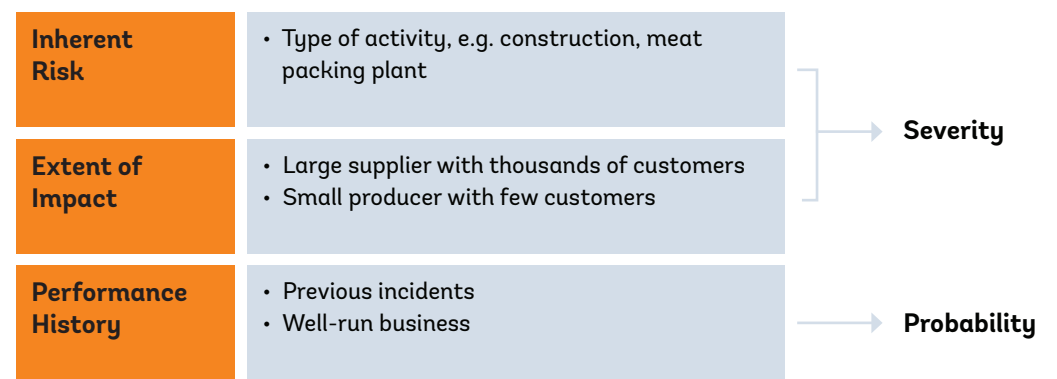 Inherent
Risk
• Type of activity, e.g. construction, meat
packing plant
Severity
Extent of
Impact
• Large supplier with thousands of customers
• Small producer with few customers
Performance
History
• Previous incidents
• Well-run business
Probability